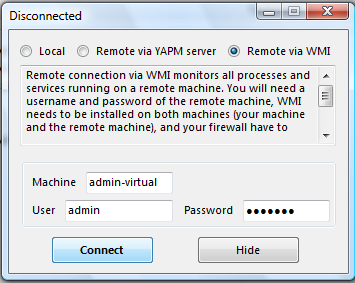 Disconnected
Local Remote via YAPM server Remote via WMI
Remote connection via WMI monitors all processes and
services running on a remote machine. You will need a
username and password of the remote machine, WMI
needs to be installed on both machines (your machine
and the remote machine), and your firewall have to
Machine admin-virtual
User admin Password ●●●●●●●
Connect Hide